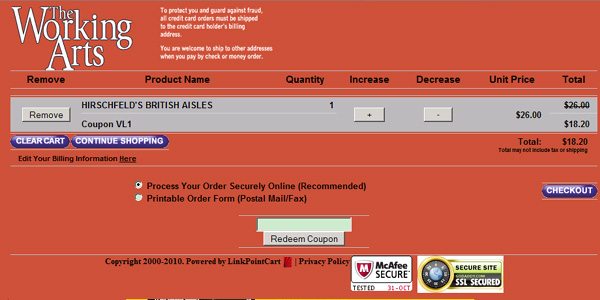 The
Working
Arts
To protect you and guard against fraud,
all credit card orders must be shipped
to the credit card holder's billing
address.
You are welcome to ship to other addresses
when you pay by check or money order.
Remove Product Name Quantity Increase Decrease Unit Price Total
Remove HIRSCHFELD'S BRITISH AISLES 1 + - $26.00 $26.00
Coupon VL1 $18.20
CLEAR CART CONTINUE SHOPPING Total: $18.20
Total may not include tax or shipping
Edit Your Billing Information Here
Process Your Order Securely Online (Recommended)
Printable Order Form (Postal Mail/Fax)
CHECKOUT
Redeem Coupon
Copyright 2000-2010. Powered by LinkPointCart | Privacy Policy
McAfee
SECURE™
TESTED 31-OCT
SECURE SITE
GODADDY.COM
SSL SECURED